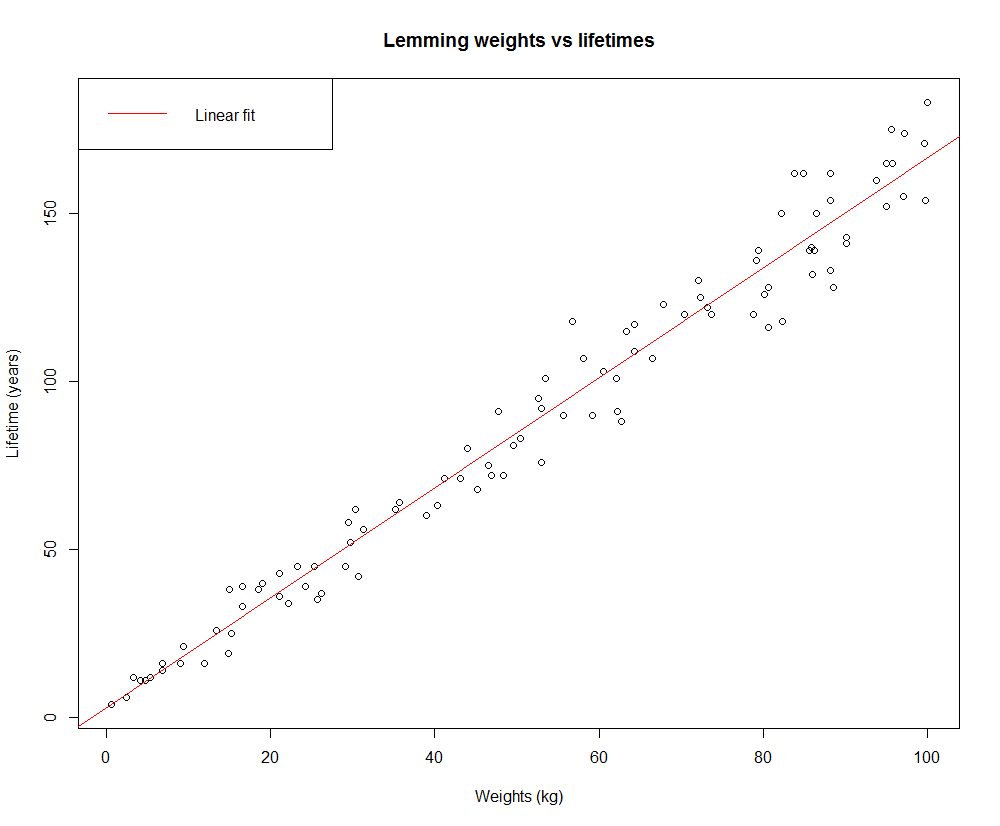 Lemming weights vs lifetimes
Linear fit
Lifetime (years)
150
100
50
0
0 20 40 60 80 100
Weights (kg)